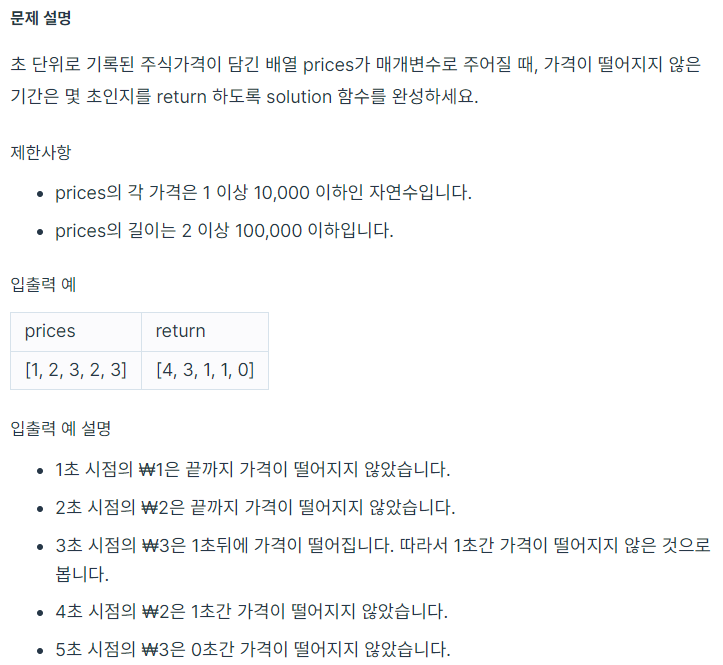 문제 설명
초 단위로 기록된 주식가격이 담긴 배열 prices가 매개변수로 주어질 때, 가격이 떨어지지 않은
기간은 몇 초인지를 return 하도록 solution 함수를 완성하세요.
제한사항
• prices의 각 가격은 1 이상 10,000 이하인 자연수입니다.
• prices의 길이는 2 이상 100,000 이하입니다.
입출력 예
prices return
[1, 2, 3, 2, 3] [4, 3, 1, 1, 0]
입출력 예 설명
• 1초 시점의 ₩1은 끝까지 가격이 떨어지지 않았습니다.
• 2초 시점의 ₩2은 끝까지 가격이 떨어지지 않았습니다.
• 3초 시점의 ₩3은 1초뒤에 가격이 떨어집니다. 따라서 1초간 가격이 떨어지지 않은 것으로
봅니다.
• 4초 시점의 ₩2은 1초간 가격이 떨어지지 않았습니다.
• 5초 시점의 ₩3은 0초간 가격이 떨어지지 않았습니다.